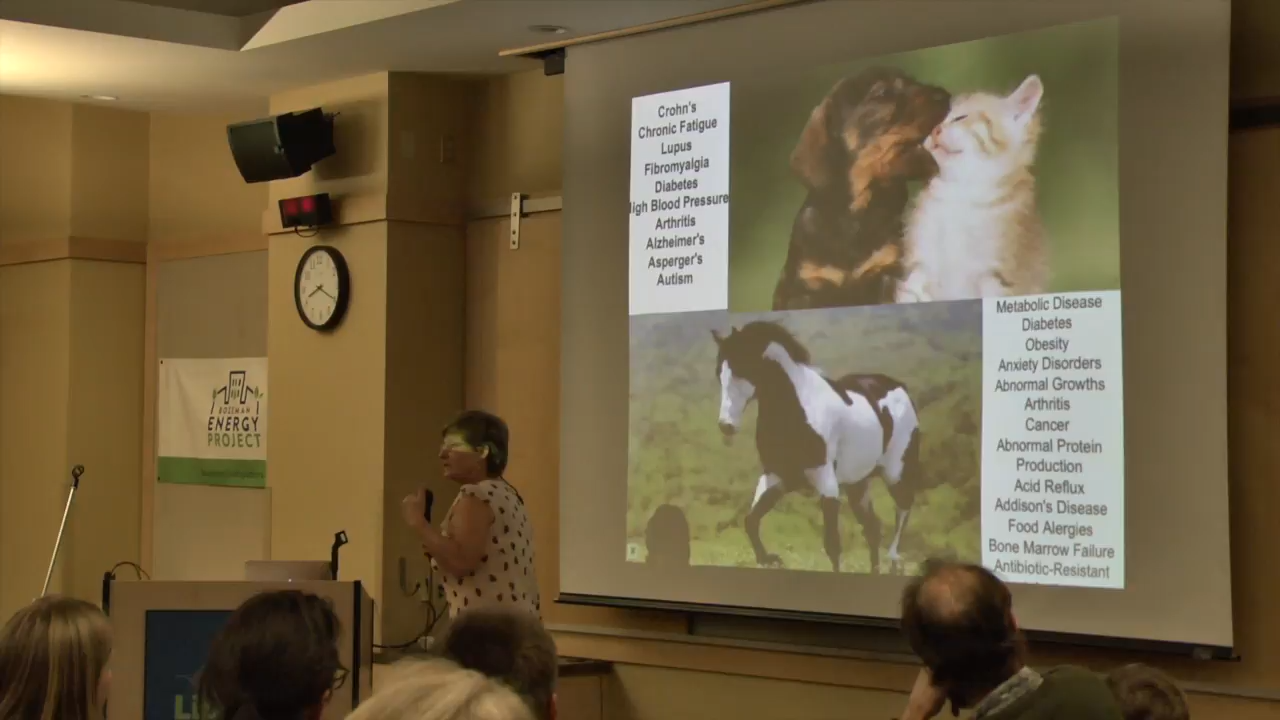 Crohn's
Chronic Fatigue
Lupus
Fibromyalgia
Diabetes
igh Blood Pressure
Arthritis
Alzheimer's
Asperger's
Autism
Metabolic Disease
Diabetes
Obesity
Anxiety Disorders
Abnormal Growths
Arthritis
Cancer
Abnormal Protein
Production
Acid Reflux
Addison's Disease
Food Allergies
Bone Marrow Failure
Antibiotic-Resistant
BOZEMAN
ENERGY
PROJECT